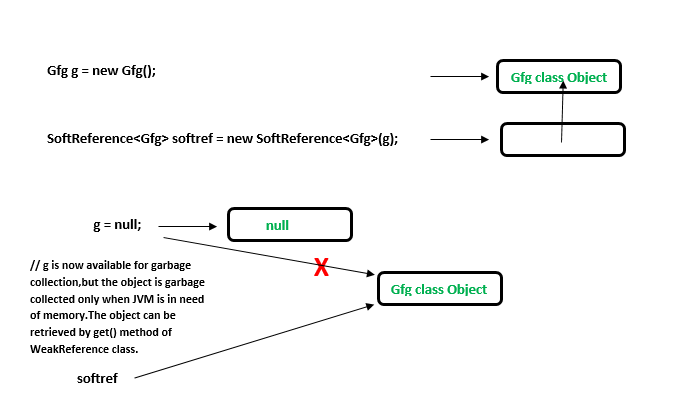 Gfg g = new Gfg();
Gfg class Object
SoftReference<Gfg> softref = new SoftReference<Gfg>(g);
g = null;
null
// g is now available for garbage
collection,but the object is garbage
collected only when JVM is in need
of memory.The object can be
retrieved by get() method of
WeakReference class.
X
Gfg class Object
softref